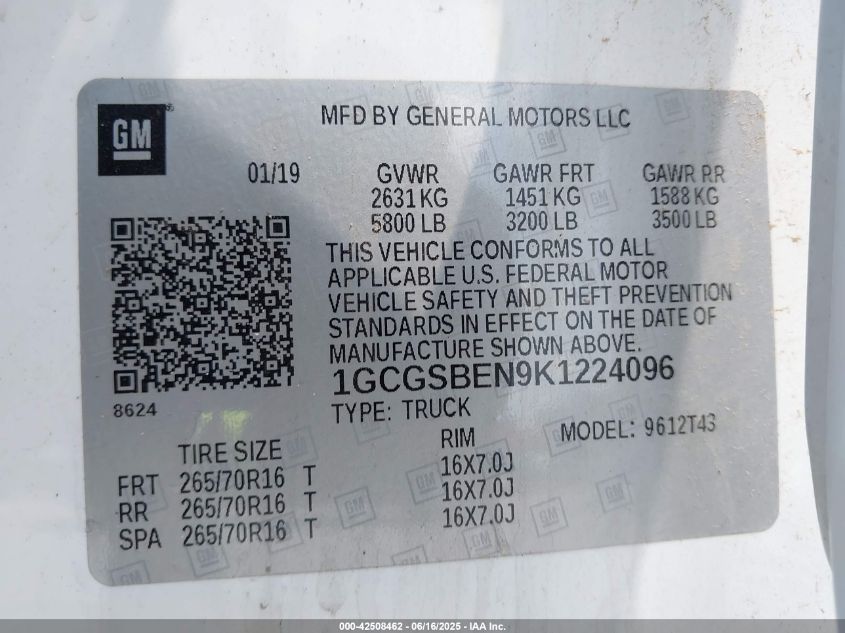 GM ®
MFD BY GENERAL MOTORS LLC
01/19 GVWR GAWR FRT GAWR RR
2631 KG 1451 KG 1588 KG
5800 LB 3200 LB 3500 LB
THIS VEHICLE CONFORMS TO ALL
APPLICABLE U.S. FEDERAL MOTOR
VEHICLE SAFETY AND THEFT PREVENTION
STANDARDS IN EFFECT ON THE DATE OF
MANUFACTURE SHOWN ABOVE.
1GCGSBEN9K1224096
8624 TYPE: TRUCK MODEL: 9612T43
TIRE SIZE RIM
FRT 265/70R16 T 16X7.0J
RR 265/70R16 T 16X7.0J
SPA 265/70R16 T 16X7.0J
000-42508462 - 06/16/2025 - IAA Inc.